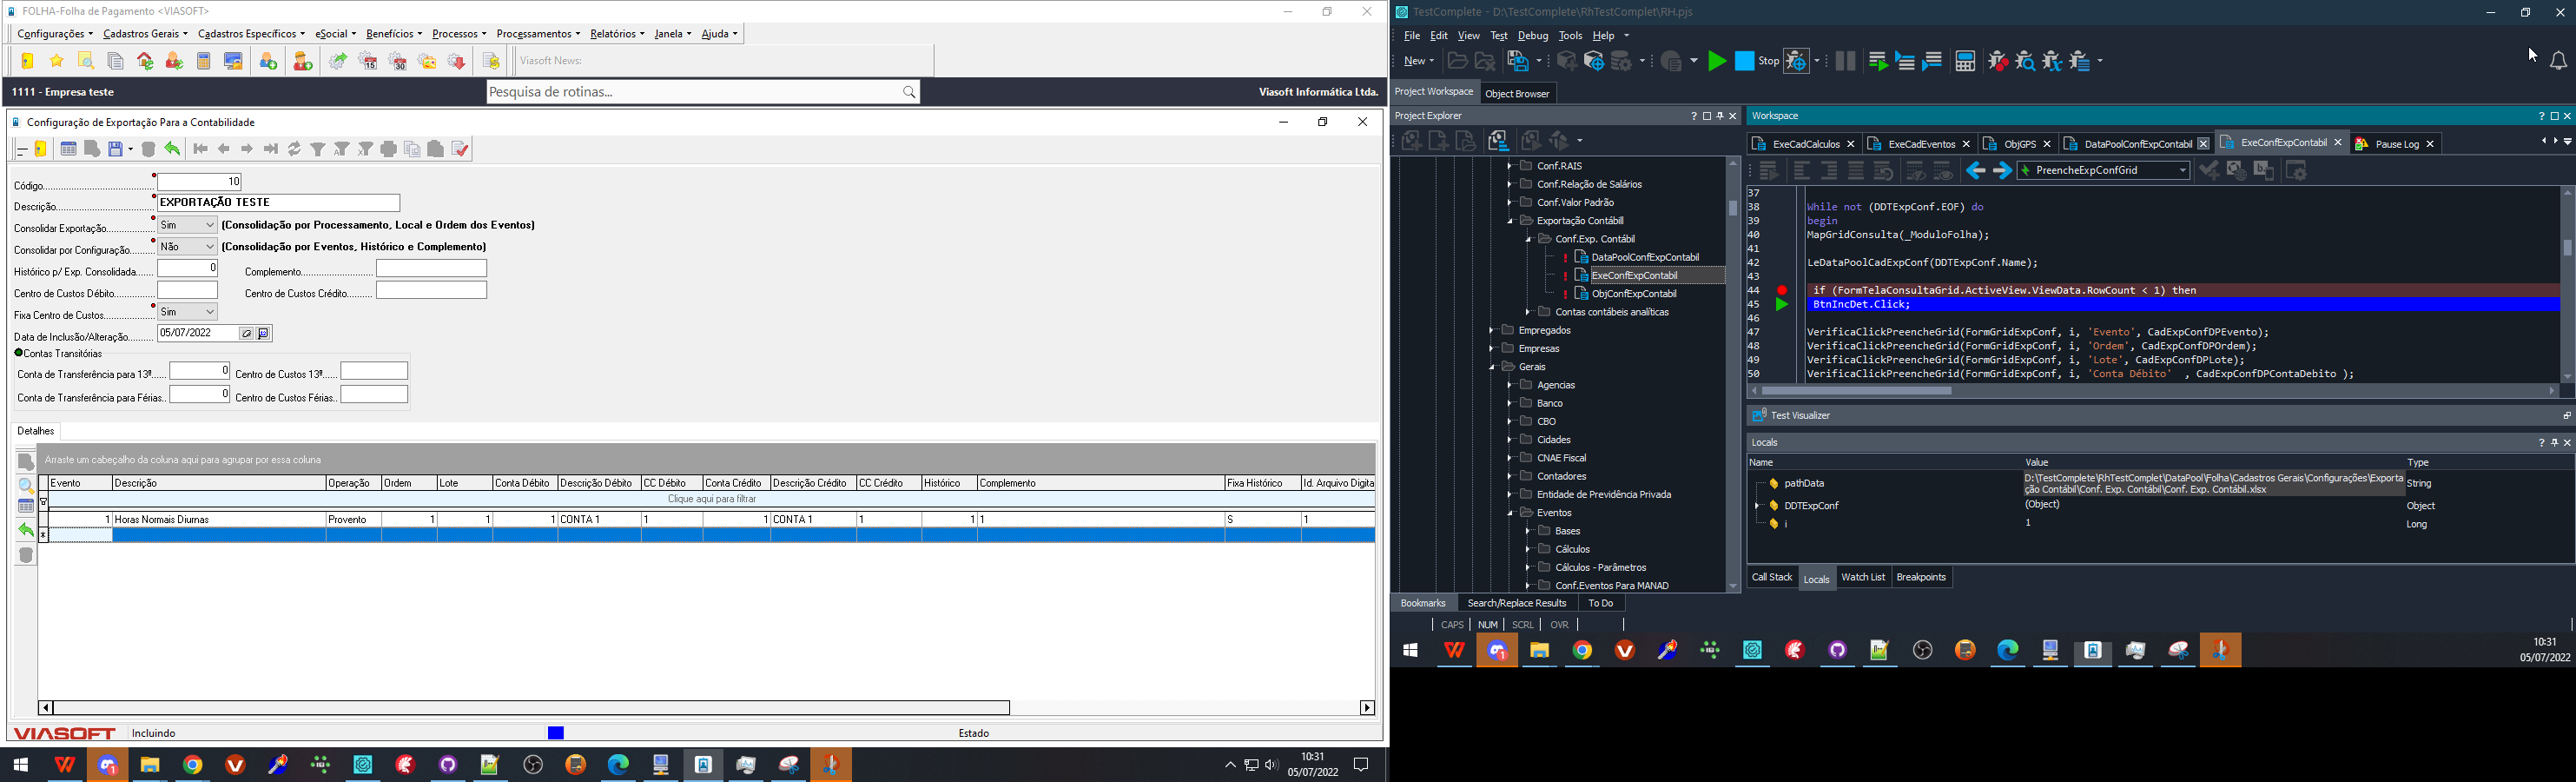 FOLHA-Folha de Pagamento <VIASOFT>
Configurações Cadastros Gerais Cadastros Específicos eSocial Benefícios Processos Processamentos Relatórios Janela Ajuda
15 30 Viasoft News:
1111 - Empresa teste
Pesquisa de rotinas...
Viasoft Informática Ltda.
Configuração de Exportação Para a Contabilidade
Código............................. 10
Descrição......................... EXPORTAÇÃO TESTE
Consolidar Exportação................. Sim (Consolidação por Processamento, Local e Ordem dos Eventos)
Consolidar por Configuração......... Não (Consolidação por Eventos, Histórico e Complemento)
Histórico p/ Exp. Consolidada...... 0 Complemento.........................
Centro de Custos Débito.............. Centro de Custos Crédito.........
Fixa Centro de Custos.................. Sim
Data de Inclusão/Alteração......... 05/07/2022
Contas Transitórias
Conta de Transferência para 13º...... 0 Centro de Custos 13º......
Conta de Transferência para Férias.. 0 Centro de Custos Férias..
Detalhes
Arraste um cabeçalho da coluna aqui para agrupar por essa coluna
Evento Descrição Operação Ordem Lote Conta Débito Descrição Débito CC Débito Conta Crédito Descrição Crédito CC Crédito Histórico Complemento Fixa Histórico Id. Arquivo Digita
Clique aqui para filtrar
1 Horas Normais Diurnas Provento 1 1 1 CONTA 1 1 1 CONTA 1 1 1 1 S 1
VIASOFT Incluindo Estado
10:31
05/07/2022
TestComplete - D:\TestComplete\RhTestComplet\RH.pjs
File Edit View Test Debug Tools Help
New Stop
Project Workspace Object Browser
Project Explorer
Conf.RAIS
Conf.Relação de Salários
Conf.Valor Padrão
Exportação Contábill
Conf.Exp. Contábil
DataPoolConfExpContabil
ExeConfExpContabil
ObjConfExpContabil
Contas contábeis analíticas
Empregados
Empresas
Gerais
Agencias
Banco
CBO
Cidades
CNAE Fiscal
Contadores
Entidade de Previdência Privada
Eventos
Bases
Cálculos
Cálculos - Parâmetros
Conf.Eventos Para MANAD
Bookmarks Search/Replace Results To Do
CAPS NUM SCRL OVR
Workspace
ExeCadCalculos ExeCadEventos ObjGPS DataPoolConfExpContabil ExeConfExpContabil Pause Log
PreencheExpConfGrid
37
38 While not (DDTExpConf.EOF) do
39 begin
40 MapGridConsulta(_ModuloFolha);
41
42 LeDataPoolCadExpConf(DDTExpConf.Name);
43
44 if (FormTelaConsultaGrid.ActiveView.ViewData.RowCount < 1) then
45 BtnIncDet.Click;
46
47 VerificaClickPreencheGrid(FormGridExpConf, i, 'Evento', CadExpConfDPEvento);
48 VerificaClickPreencheGrid(FormGridExpConf, i, 'Ordem', CadExpConfDPOrdem);
49 VerificaClickPreencheGrid(FormGridExpConf, i, 'Lote', CadExpConfDPLote);
50 VerificaClickPreencheGrid(FormGridExpConf, i, 'Conta Débito' , CadExpConfDPContaDebito );
Test Visualizer
Locals
Name Value Type
pathData D:\TestComplete\RhTestComplet\DataPool\Folha\Cadastros Gerais\Configurações\Exporta
ção Contábil\Conf. Exp. Contábil\Conf. Exp. Contábil.xlsx String
DDTExpConf (Object) Object
i 1 Long
Call Stack Locals Watch List Breakpoints
10:31
05/07/2022